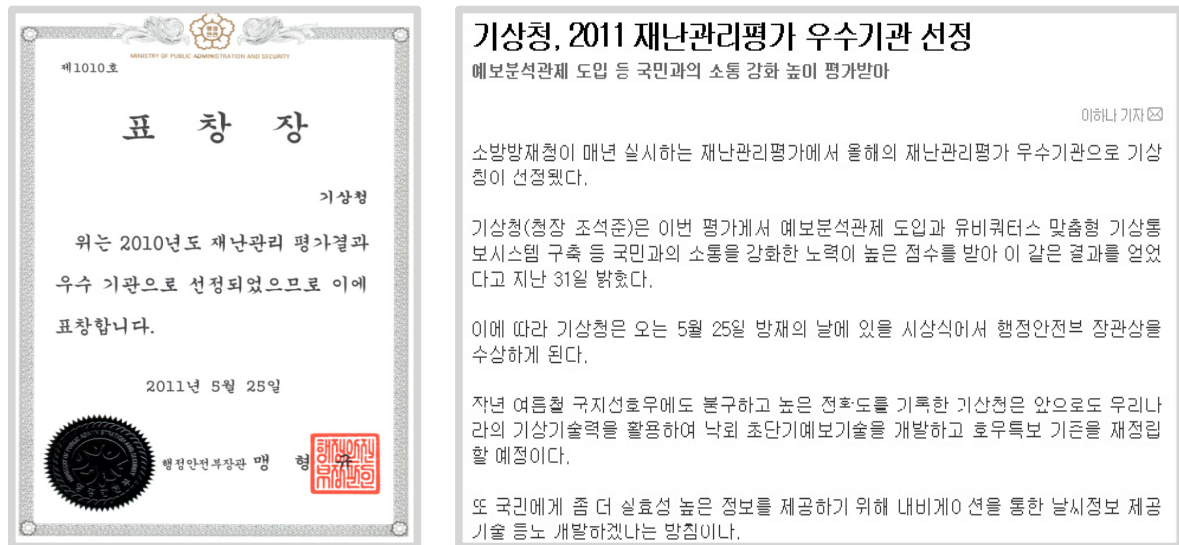 MINISTRY OF PUBLIC ADMINISTRATION AND SECURITY
제1010호
표 창 장
기상청
위는 2010년도 재난관리 평가결과
우수 기관으로 선정되었으므로 이에
표창합니다.
2011년 5월 25일
행정안전부장관 맹 형 규
기상청, 2011 재난관리평가 우수기관 선정
예보분석관제 도입 등 국민과의 소통 강화 높이 평가받아
이하나 기자
소방방재청이 매년 실시하는 재난관리평가에서 올해의 재난관리평가 우수기관으로 기상
청이 선정됐다.
기상청(청장 조석준)은 이번 평가에서 예보분석관제 도입과 유비쿼터스 맞춤형 기상통
보시스템 구축 등 국민과의 소통을 강화한 노력이 높은 점수를 받아 이 같은 결과를 얻었
다고 지난 31일 밝혔다.
이에 따라 기상청은 오는 5월 25일 방재의 날에 있을 시상식에서 행정안전부 장관상을
수상하게 된다.
작년 여름철 국지선호우에도 불구하고 높은 정확도를 기록한 기상청은 앞으로도 우리나
라의 기상기술력을 활용하여 낙뢰 초단기예보기술을 개발하고 호우특보 기준을 재정립
할 예정이다.
또 국민에게 좀 더 실효성 높은 정보를 제공하기 위해 내비게이션을 통한 날씨정보 제공
기술 등도 개발하겠다는 방침이다.